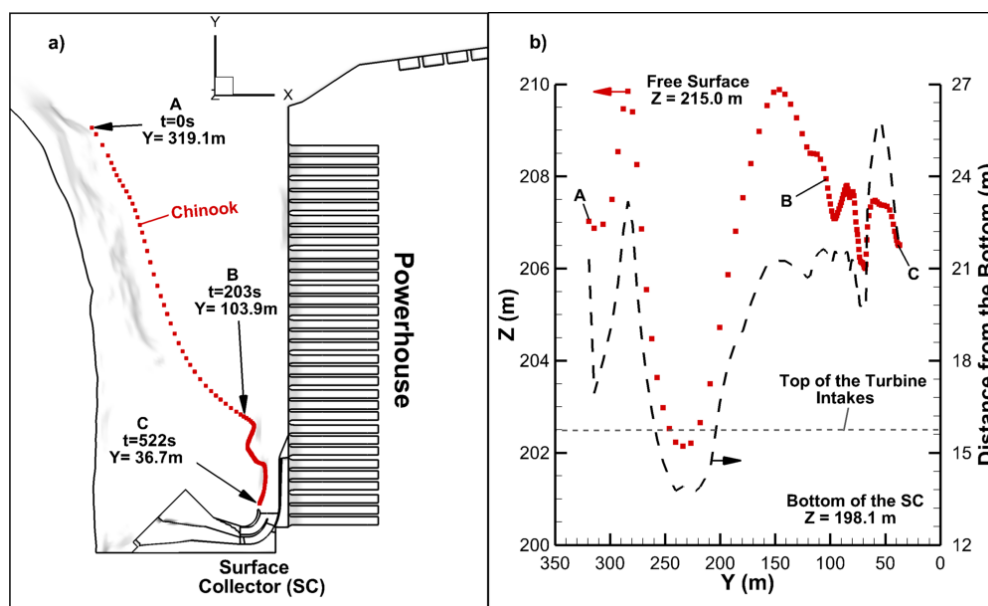 a)
Y
Z
X
A
t=0s
Y= 319.1m
Chinook
B
t=203s
Y= 103.9m
C
t=522s
Y= 36.7m
Powerhouse
Surface
Collector (SC)
b)
210
208
206
204
202
200
Z (m)
350
300
250
200
150
100
50
0
Y (m)
27
24
21
18
15
12
Distance from the Bottom (m)
Free Surface
Z = 215.0 m
A
B
C
Top of the Turbine
Intakes
Bottom of the SC
Z = 198.1 m